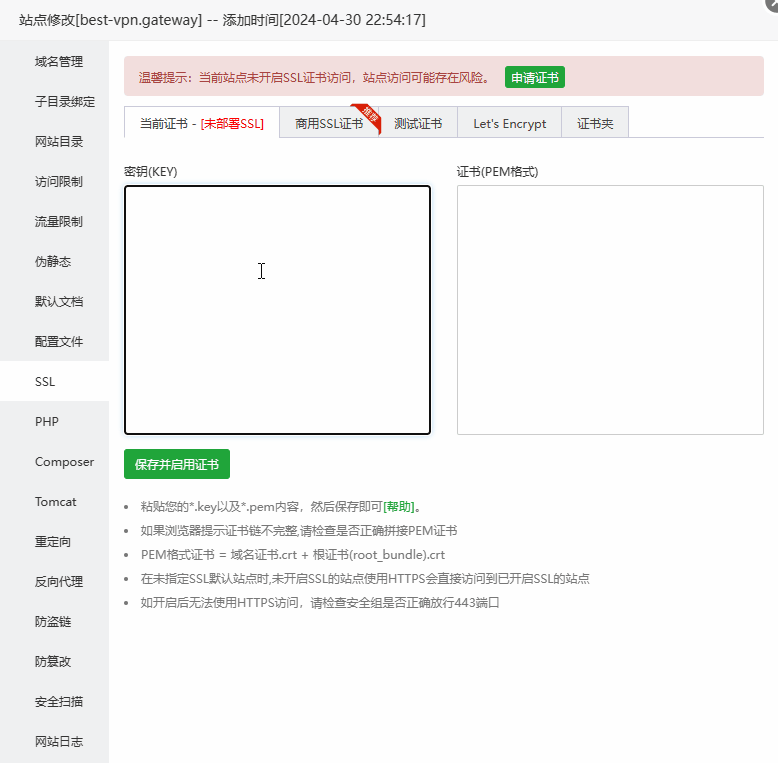 站点修改[best-vpn.gateway] -- 添加时间[2024-04-30 22:54:17]
域名管理
子目录绑定
网站目录
访问限制
流量限制
伪静态
默认文档
配置文件
SSL
PHP
Composer
Tomcat
重定向
反向代理
防盗链
防篡改
安全扫描
网站日志
温馨提示：当前站点未开启SSL证书访问，站点访问可能存在风险。 申请证书
当前证书 - [未部署SSL] 商用SSL证书 推荐 测试证书 Let's Encrypt 证书夹
密钥(KEY) 证书(PEM格式)
保存并启用证书
粘贴您的*.key以及*.pem内容，然后保存即可[帮助]。
如果浏览器提示证书链不完整,请检查是否正确拼接PEM证书
PEM格式证书 = 域名证书.crt + 根证书(root_bundle).crt
在未指定SSL默认站点时,未开启SSL的站点使用HTTPS会直接访问到已开启SSL的站点
如开启后无法使用HTTPS访问，请检查安全组是否正确放行443端口